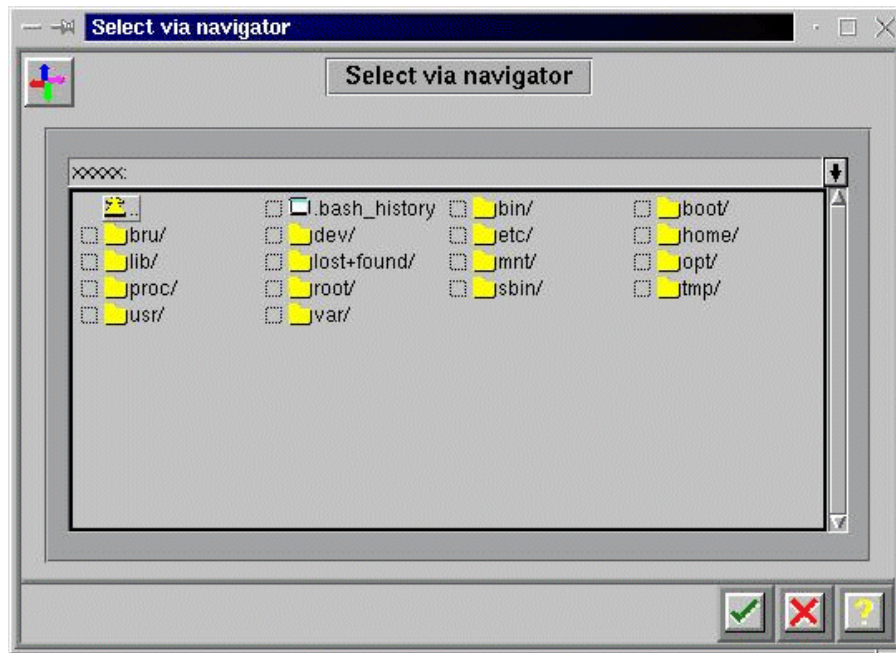 Select via navigator
Select via navigator
xxxxx:
.. .bash_history bin/ boot/
bru/ dev/ etc/ home/
lib/ lost+found/ mnt/ opt/
proc/ root/ sbin/ tmp/
usr/ var/
?